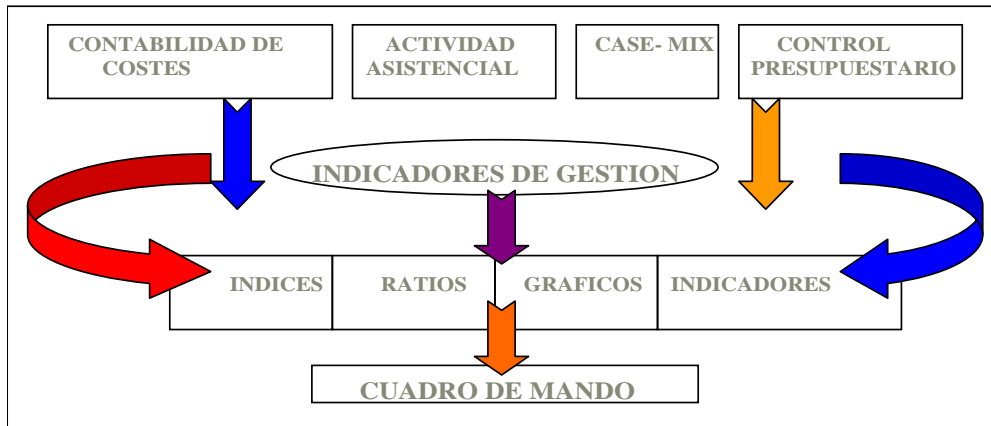 CONTABILIDAD DE
COSTES
ACTIVIDAD
ASISTENCIAL
CASE- MIX
CONTROL
PRESUPUESTARIO
INDICADORES DE GESTION
INDICES
RATIOS
GRAFICOS
INDICADORES
CUADRO DE MANDO